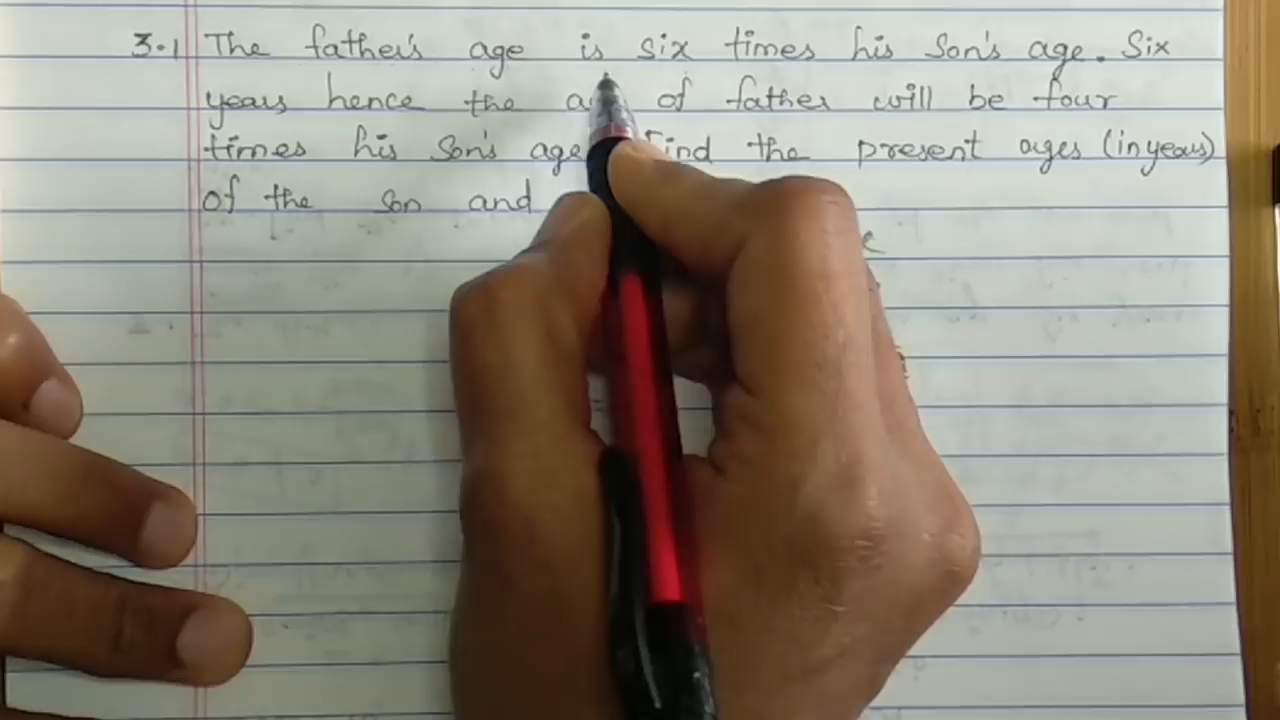 3.1 The father's age is six times his Son's age. Six
years hence the of father will be four
times his Son's age Find the present ages (in years)
of the son and